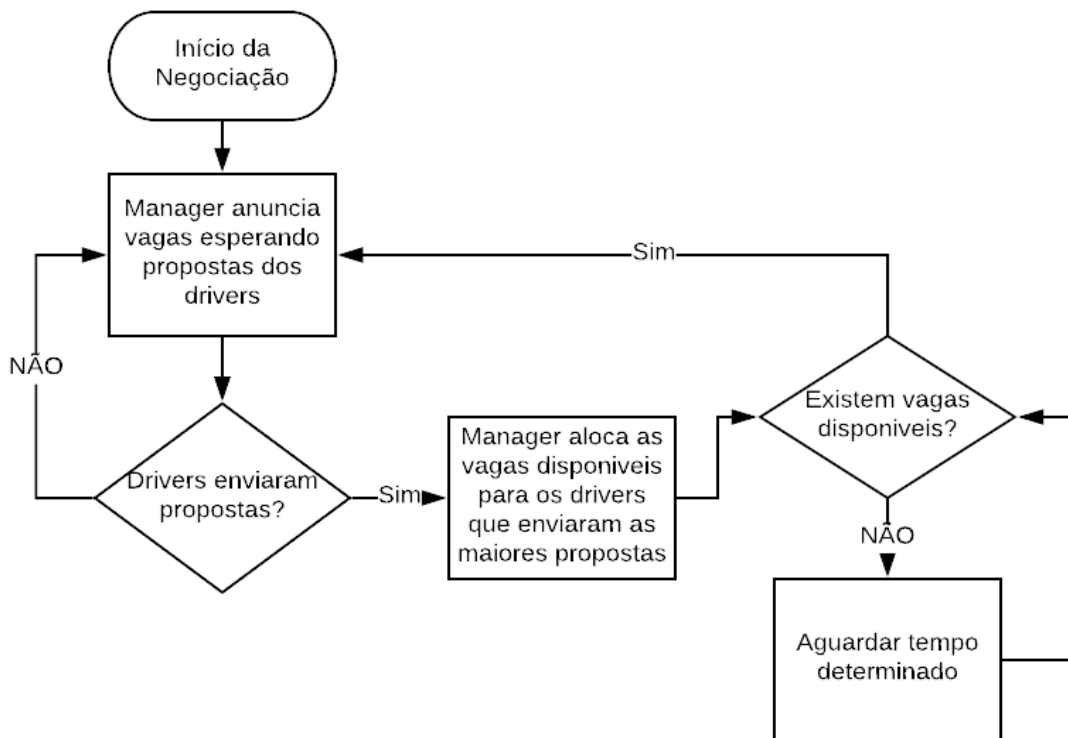 Início da
Negociação
Manager anuncia
vagas esperando
propostas dos
drivers
Sim
NÃO
Drivers enviaram
propostas?
Sim
Manager aloca as
vagas disponiveis
para os drivers
que enviaram as
maiores propostas
Existem vagas
disponiveis?
NÃO
Aguardar tempo
determinado